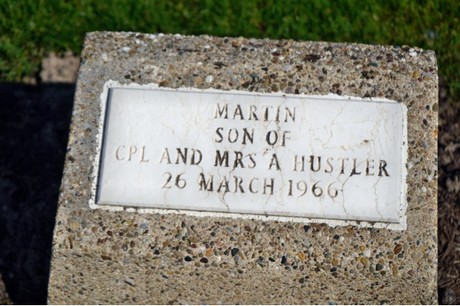 MARTIN
SON OF
CPL AND MRS A HUSTLER
26 MARCH 1966